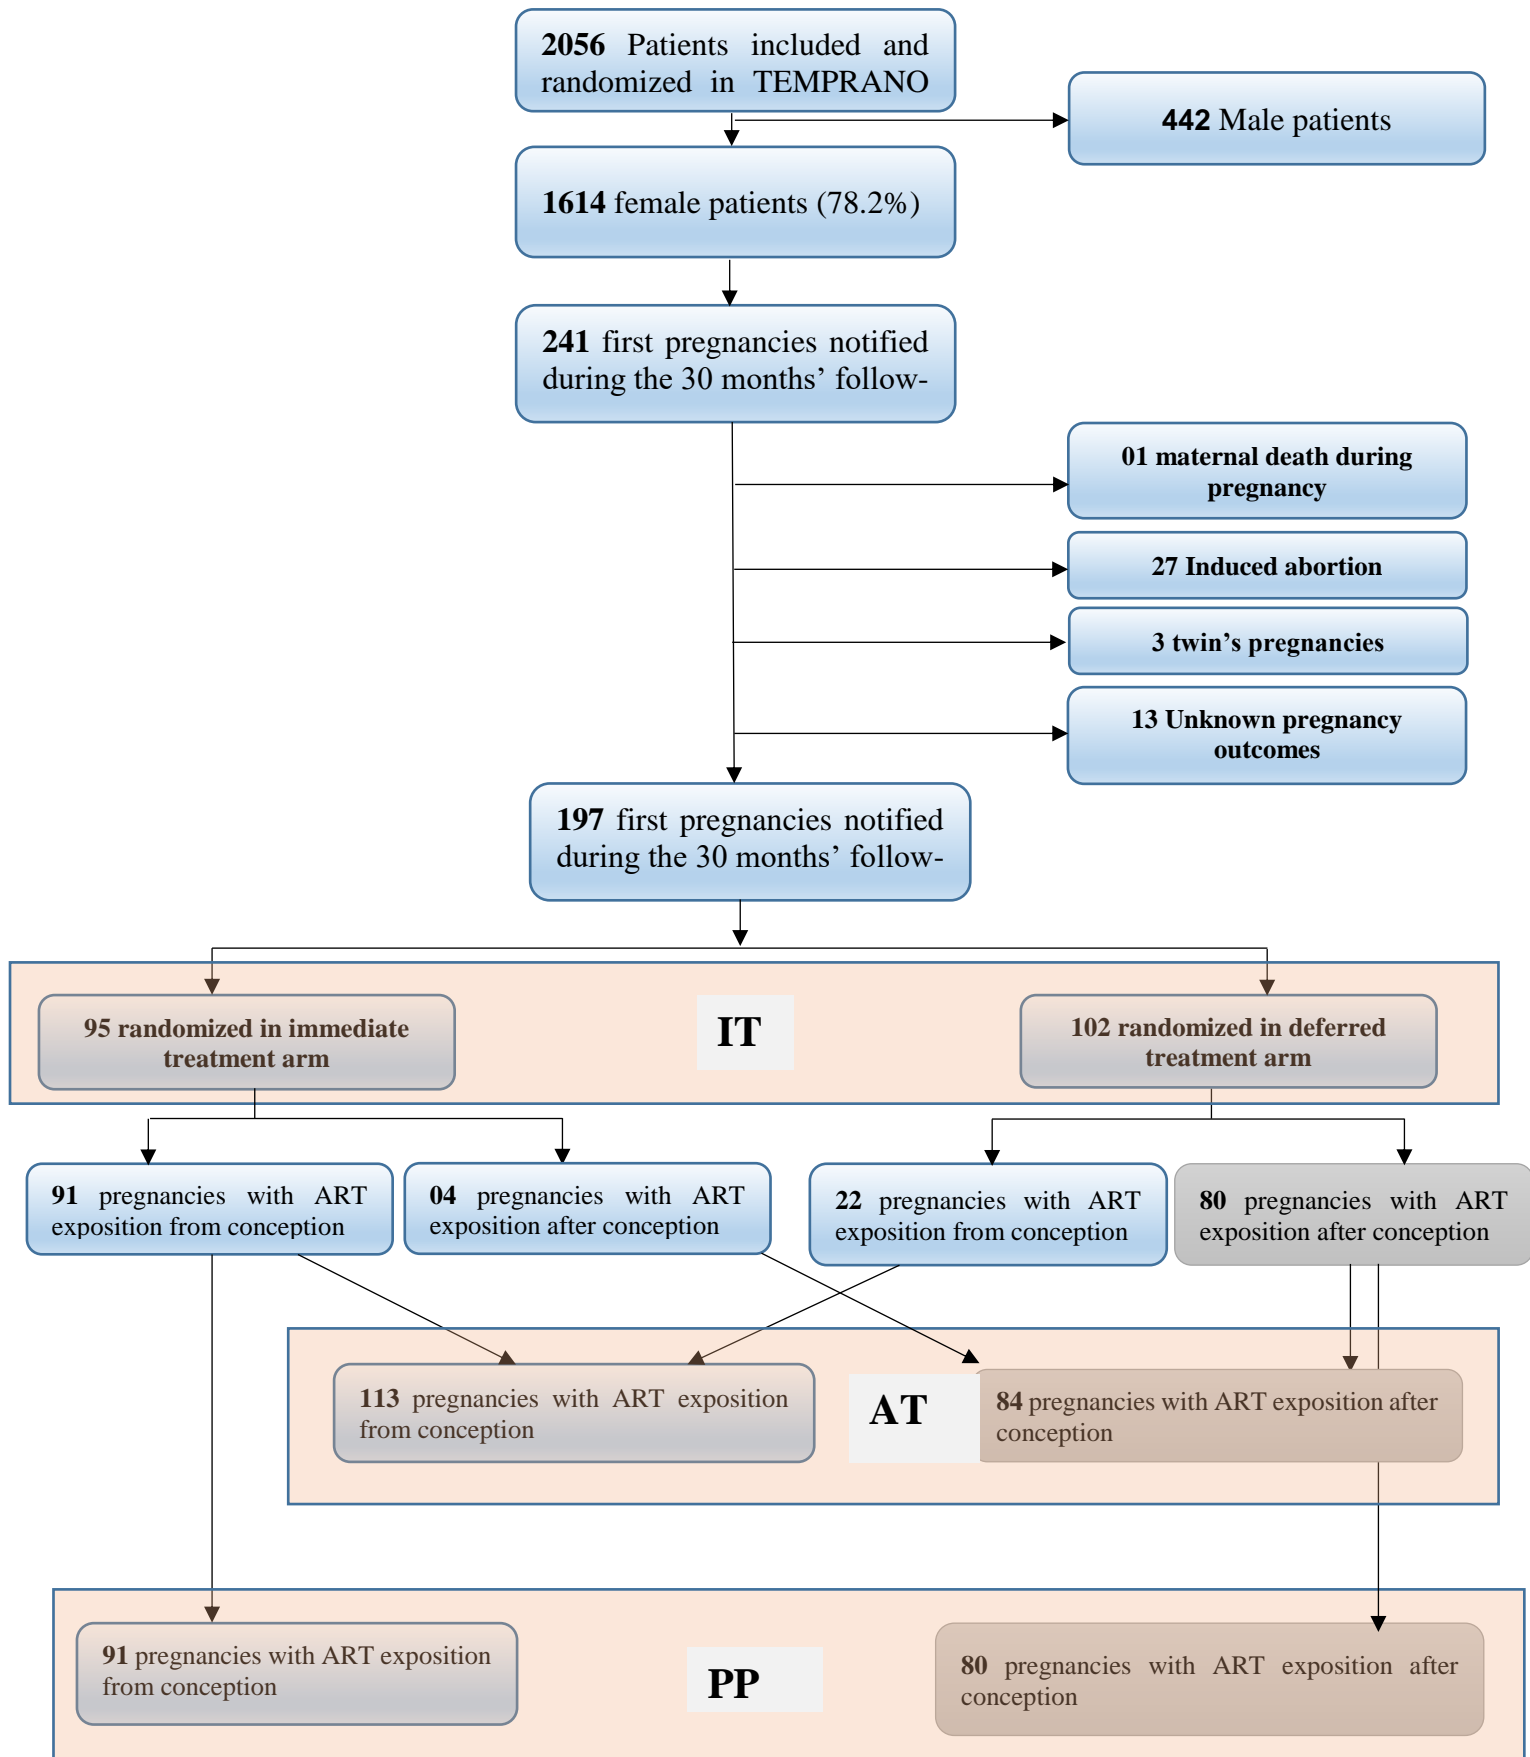 2056 Patients included and
randomized in TEMPRANO
442 Male patients
1614 female patients (78.2%)
241 first pregnancies notified
during the 30 months’ follow-
01 maternal death during
pregnancy
27 Induced abortion
3 twin’s pregnancies
13 Unknown pregnancy
outcomes
197 first pregnancies notified
during the 30 months’ follow-
95 randomized in immediate
treatment arm
IT
102 randomized in deferred
treatment arm
91 pregnancies with ART
exposition from conception
04 pregnancies with ART
exposition after conception
22 pregnancies with ART
exposition from conception
80 pregnancies with ART
exposition after conception
113 pregnancies with ART exposition
from conception
AT
84 pregnancies with ART exposition after
conception
91 pregnancies with ART exposition
from conception
PP
80 pregnancies with ART exposition after
conception